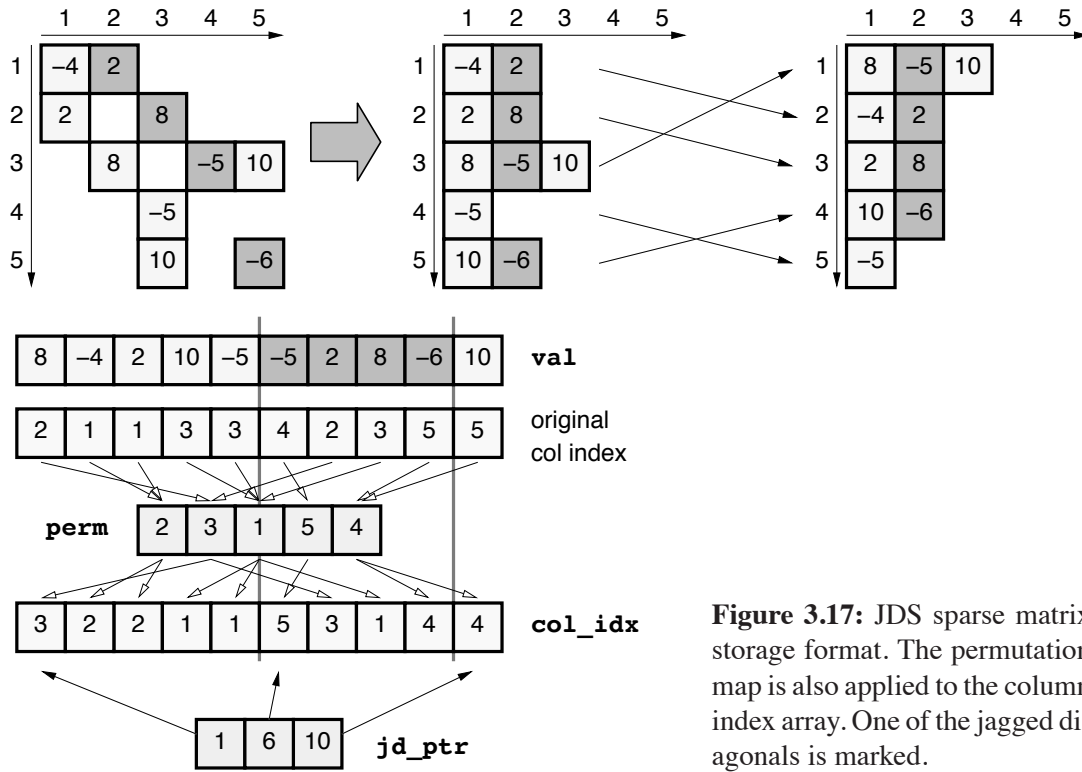 1 2 3 4 5
1 2 3 4 5
1 2 3 4 5
1 −4 2
2 2 8
3 8 −5 10
4 −5
5 10 −6
1 −4 2
2 2 8
3 8 −5 10
4 −5
5 10 −6
1 8 −5 10
2 −4 2
3 2 8
4 10 −6
5 −5
8 −4 2 10 −5 −5 2 8 −6 10 val
2 1 1 3 3 4 2 3 5 5 original
col index
perm 2 3 1 5 4
3 2 2 1 1 5 3 1 4 4 col_idx
1 6 10 jd_ptr
Figure 3.17: JDS sparse matrix
storage format. The permutation
map is also applied to the column
index array. One of the jagged di-
agonals is marked.